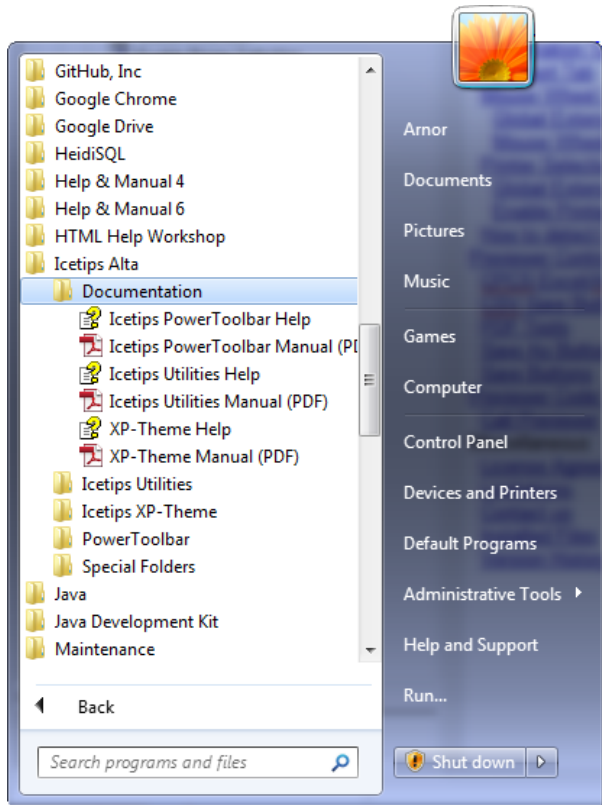 GitHub, Inc
Google Chrome
Google Drive
HeidiSQL
Help & Manual 4
Help & Manual 6
HTML Help Workshop
Icetips Alta
Documentation
Icetips PowerToolbar Help
Icetips PowerToolbar Manual (PI
Icetips Utilities Help
Icetips Utilities Manual (PDF)
XP-Theme Help
XP-Theme Manual (PDF)
Icetips Utilities
Icetips XP-Theme
PowerToolbar
Special Folders
Java
Java Development Kit
Maintenance
Back
Search programs and files
Arnor
Documents
Pictures
Music
Games
Computer
Control Panel
Devices and Printers
Default Programs
Administrative Tools
Help and Support
Run...
Shut down